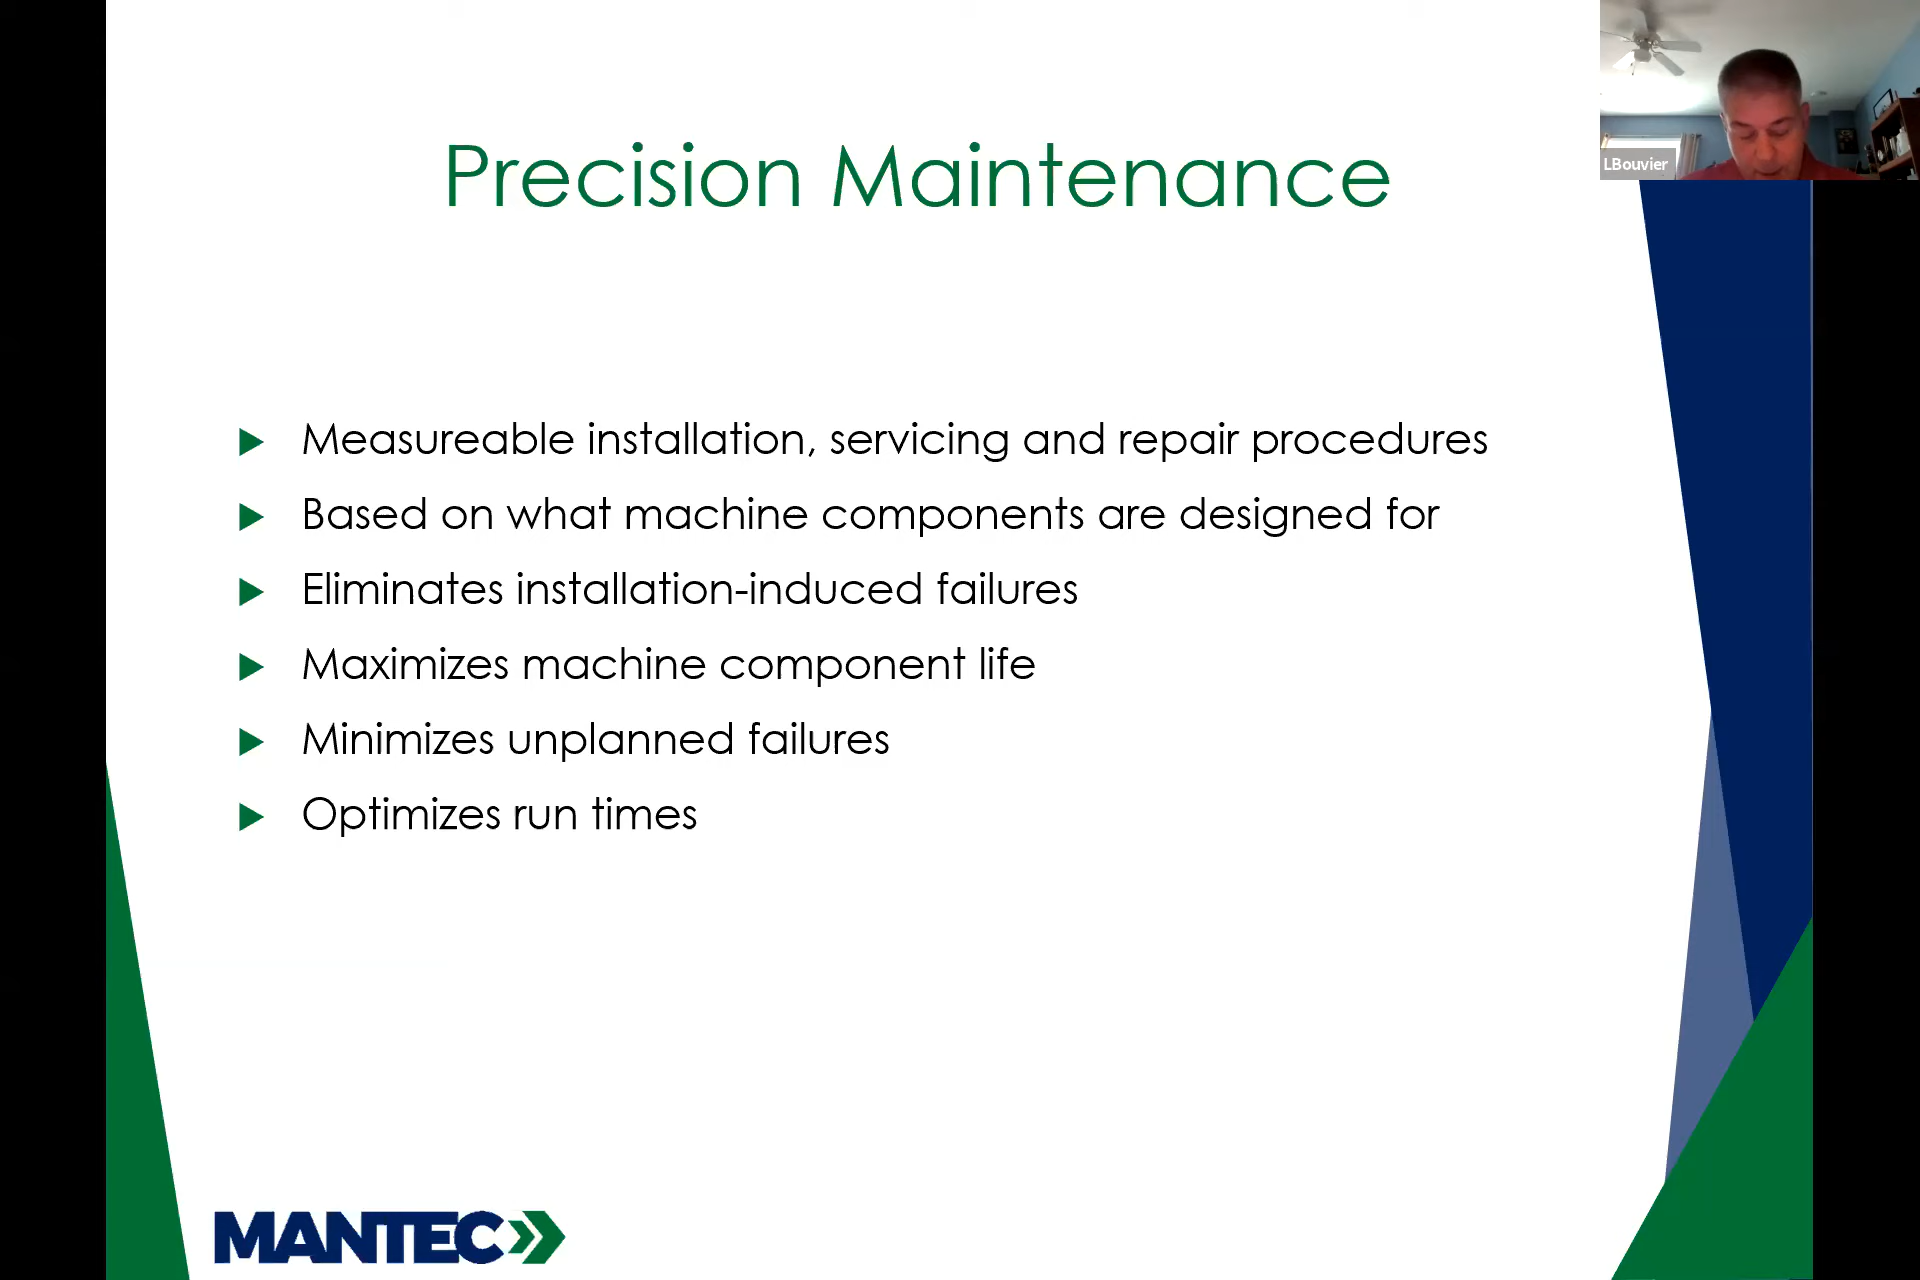 Precision Maintenance
LBouvier
Measureable installation, servicing and repair procedures
Based on what machine components are designed for
Eliminates installation-induced failures
Maximizes machine component life
Minimizes unplanned failures
Optimizes run times
MANTEC